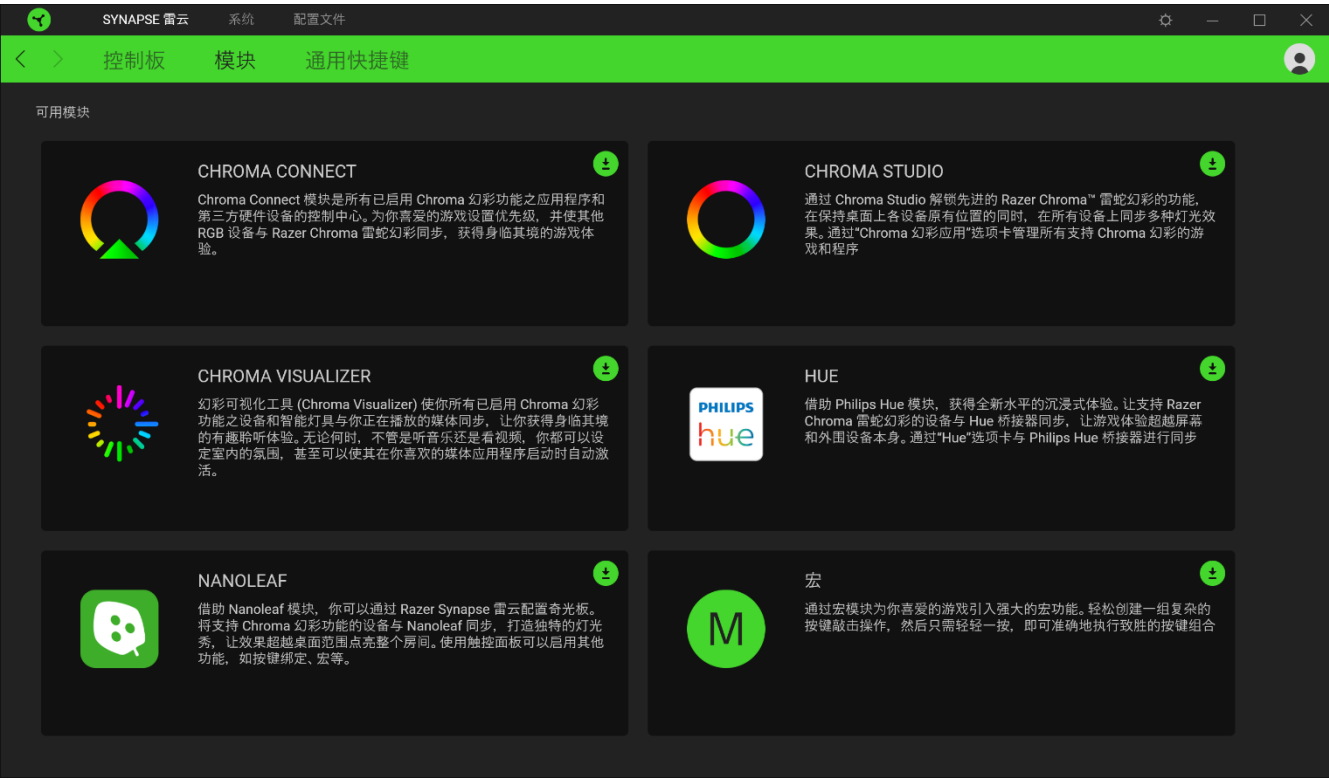 SYNAPSE 雷云 系统 配置文件
控制板 模块 通用快捷键
可用模块
CHROMA CONNECT
Chroma Connect 模块是所有已启用 Chroma 幻彩功能之应用程序和
第三方硬件设备的控制中心。为你喜爱的游戏设置优先级，并使其他
RGB 设备与 Razer Chroma 雷蛇幻彩同步，获得身临其境的游戏体
验。
CHROMA STUDIO
通过 Chroma Studio 解锁先进的 Razer Chroma™ 雷蛇幻彩的功能，
在保持桌面上各设备原有位置的同时，在所有设备上同步多种灯光效
果。通过“Chroma 幻彩应用”选项卡管理所有支持 Chroma 幻彩的游
戏和程序
CHROMA VISUALIZER
幻彩可视化工具 (Chroma Visualizer) 使你所有已启用 Chroma 幻彩
功能之设备和智能灯具与你正在播放的媒体同步，让你获得身临其境
的有趣聆听体验。无论何时，不管是听音乐还是看视频，你都可以设
定室内的氛围，甚至可以使其在你喜欢的媒体应用程序启动时自动激
活。
PHILIPS
hue
HUE
借助 Philips Hue 模块，获得全新水平的沉浸式体验。让支持 Razer
Chroma 雷蛇幻彩的设备与 Hue 桥接器同步，让游戏体验超越屏幕
和外围设备本身。通过“Hue”选项卡与 Philips Hue 桥接器进行同步
NANOLEAF
借助 Nanoleaf 模块，你可以通过 Razer Synapse 雷云配置奇光板。
将支持 Chroma 幻彩功能的设备与 Nanoleaf 同步，打造独特的灯光
秀，让效果超越桌面范围点亮整个房间。使用触控面板可以启用其他
功能，如按键绑定、宏等。
M
宏
通过宏模块为你喜爱的游戏引入强大的宏功能。轻松创建一组复杂的
按键敲击操作，然后只需轻轻一按，即可准确地执行致胜的按键组合